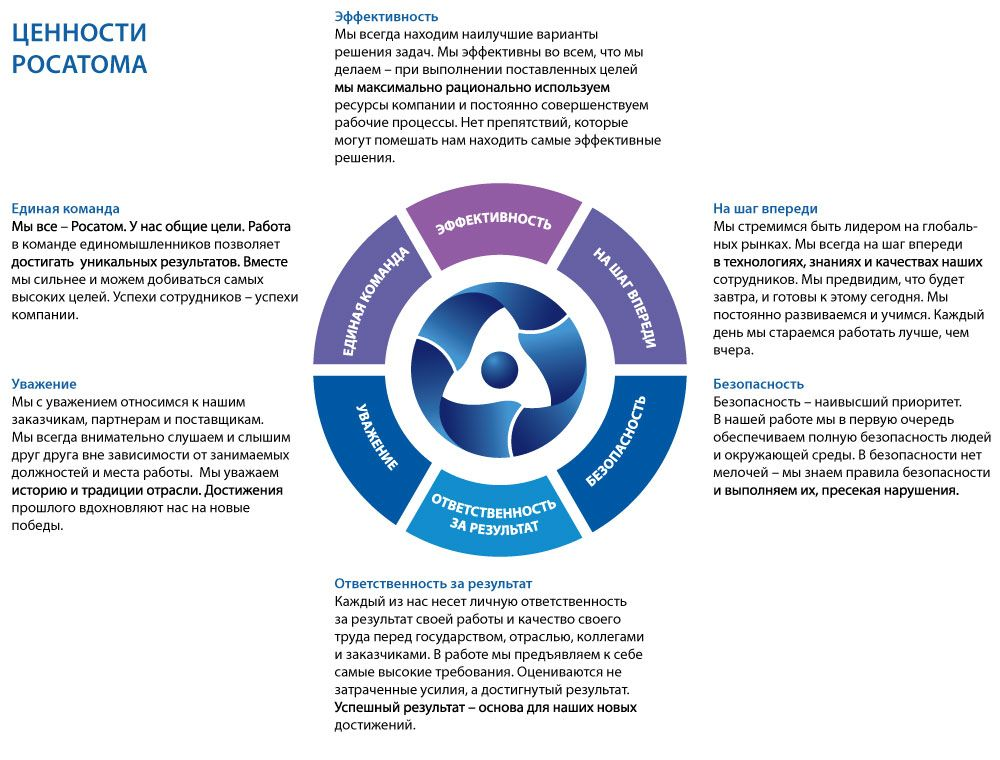 ЦЕННОСТИ
РОСАТОМА
Эффективность
Мы всегда находим наилучшие варианты
решения задач. Мы эффективны во всем, что мы
делаем – при выполнении поставленных целей
мы максимально рационально используем
ресурсы компании и постоянно совершенствуем
рабочие процессы. Нет препятствий, которые
могут помешать нам находить самые эффективные
решения.
Единая команда
Мы все – Росатом. У нас общие цели. Работа
в команде единомышленников позволяет
достигать уникальных результатов. Вместе
мы сильнее и можем добиваться самых
высоких целей. Успехи сотрудников – успехи
компании.
На шаг впереди
Мы стремимся быть лидером на глобаль-
ных рынках. Мы всегда на шаг впереди
в технологиях, знаниях и качествах наших
сотрудников. Мы предвидим, что будет
завтра, и готовы к этому сегодня. Мы
постоянно развиваемся и учимся. Каждый
день мы стараемся работать лучше, чем
вчера.
ЭФФЕКТИВНОСТЬ
ЕДИНАЯ КОМАНДА
НА ШАГ ВПЕРЕДИ
УВАЖЕНИЕ
БЕЗОПАСНОСТЬ
ОТВЕТСТВЕННОСТЬ
ЗА РЕЗУЛЬТАТ
Уважение
Мы с уважением относимся к нашим
заказчикам, партнерам и поставщикам.
Мы всегда внимательно слушаем и слышим
друг друга вне зависимости от занимаемых
должностей и места работы. Мы уважаем
историю и традиции отрасли. Достижения
прошлого вдохновляют нас на новые
победы.
Безопасность
Безопасность – наивысший приоритет.
В нашей работе мы в первую очередь
обеспечиваем полную безопасность людей
и окружающей среды. В безопасности нет
мелочей – мы знаем правила безопасности
и выполняем их, пресекая нарушения.
Ответственность за результат
Каждый из нас несет личную ответственность
за результат своей работы и качество своего
труда перед государством, отраслью, коллегами
и заказчиками. В работе мы предъявляем к себе
самые высокие требования. Оцениваются не
затраченные усилия, а достигнутый результат.
Успешный результат – основа для наших новых
достижений.